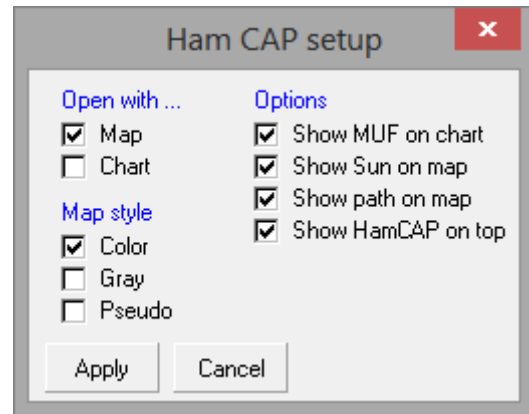 Ham CAP setup
Open with ...
Map
Chart
Map style
Color
Gray
Pseudo
Options
Show MUF on chart
Show Sun on map
Show path on map
Show HamCAP on top
Apply
Cancel